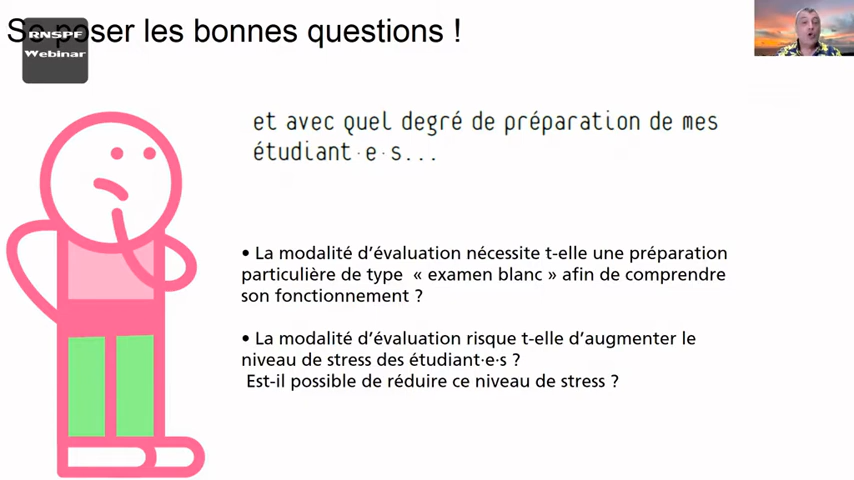 Se poser les bonnes questions !
RNSPF
Webinar
et avec quel degré de préparation de mes
étudiant·e·s...
• La modalité d’évaluation nécessite t-elle une préparation
particulière de type « examen blanc » afin de comprendre
son fonctionnement ?
• La modalité d’évaluation risque t-elle d’augmenter le
niveau de stress des étudiant·e·s ?
Est-il possible de réduire ce niveau de stress ?